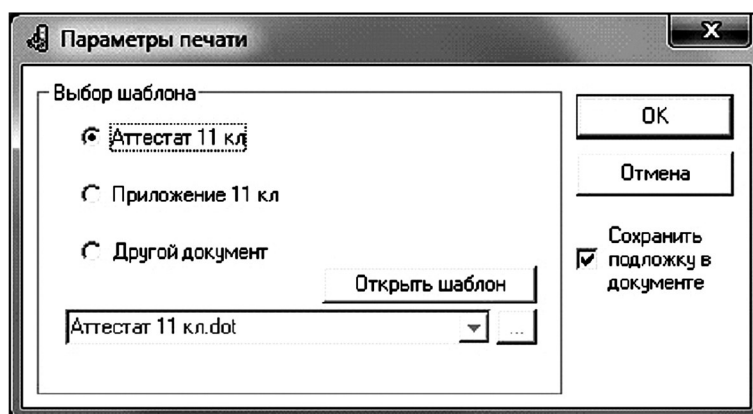 Параметры печати
Выбор шаблона
Аттестат 11 кл
Приложение 11 кл
Другой документ
Открыть шаблон
Аттестат 11 кл.dot
...
OK
Отмена
Сохранить
подложку в
документе